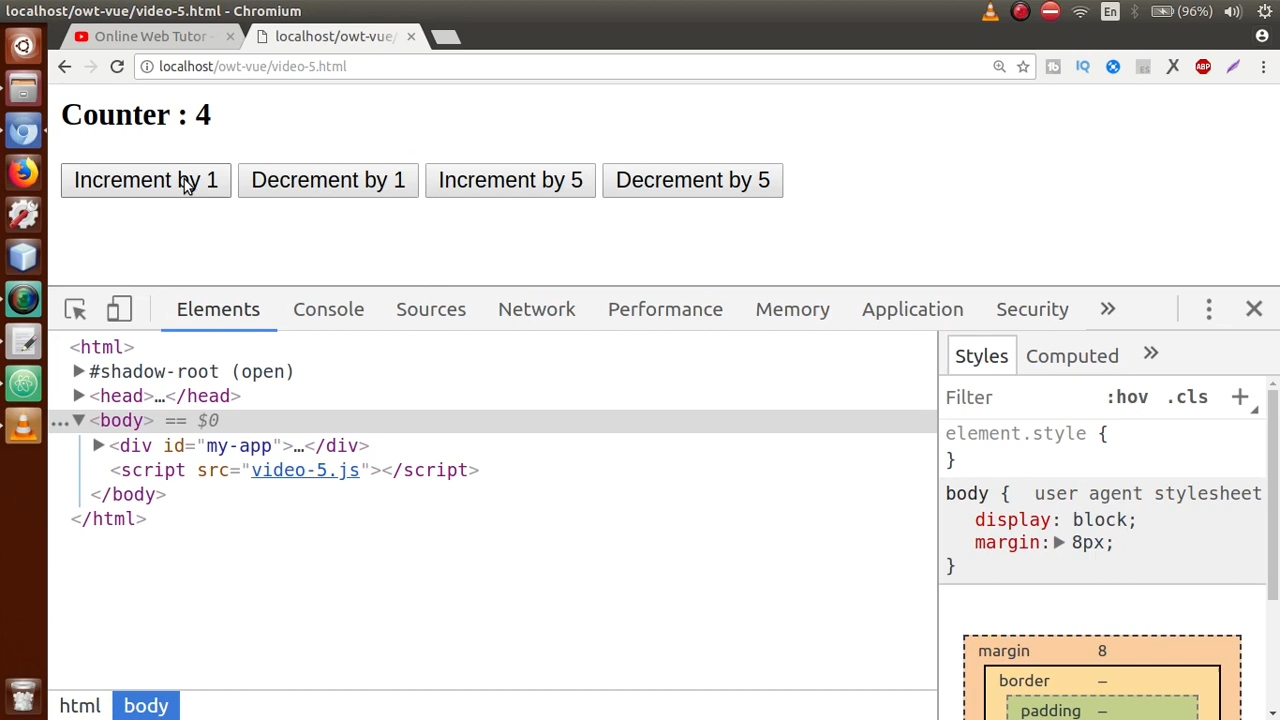 localhost/owt-vue/video-5.html - Chromium
En
(96%)
Online Web Tutor -
localhost/owt-vue/
localhost/owt-vue/video-5.html
IQ
ABP
Counter : 4
Increment by 1
Decrement by 1
Increment by 5
Decrement by 5
Elements
Console
Sources
Network
Performance
Memory
Application
Security
<html>
#shadow-root (open)
<head>…</head>
<body> == $0
<div id="my-app">…</div>
<script src="video-5.js"></script>
</body>
</html>
html
body
Styles
Computed
Filter
:hov
.cls
element.style {
}
body {
user agent stylesheet
display: block;
margin: 8px;
}
margin
8
border
–
padding
–